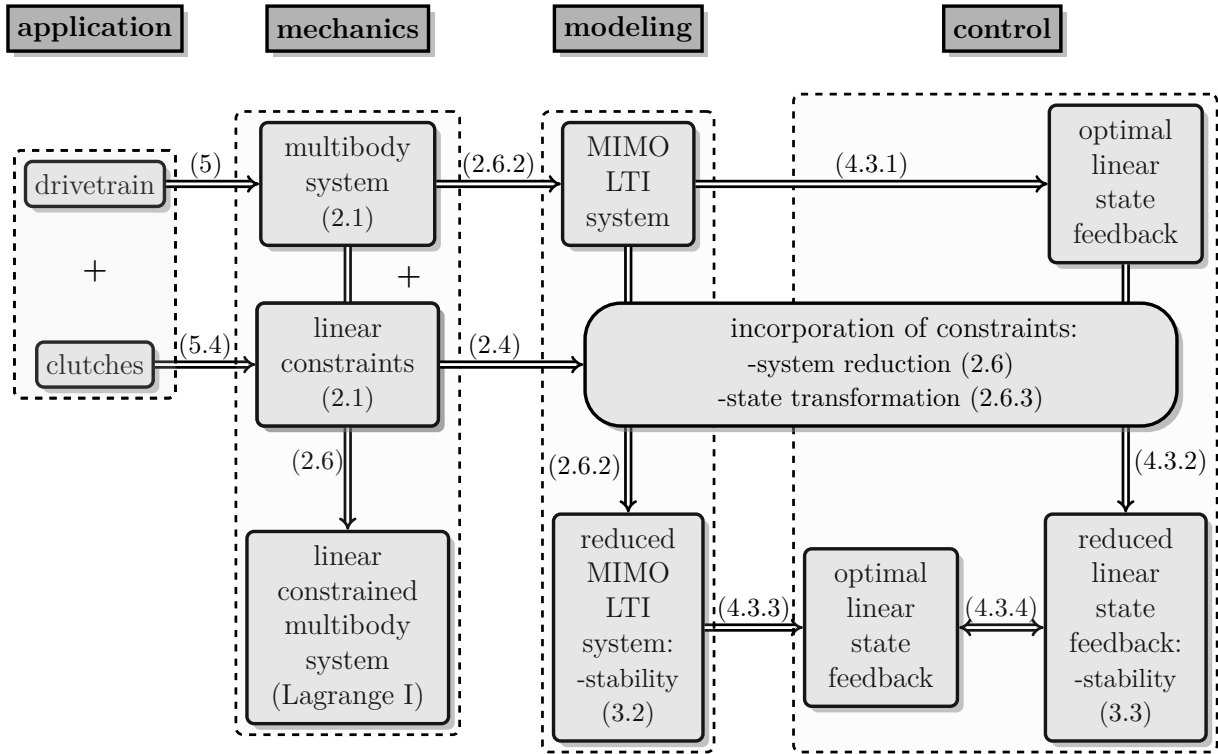 application
mechanics
modeling
control
drivetrain
+
clutches
(5)
(5.4)
multibody
system
(2.1)
+
linear
constraints
(2.1)
(2.6)
linear
constrained
multibody
system
(Lagrange I)
(2.6.2)
(2.4)
MIMO
LTI
system
(4.3.1)
optimal
linear
state
feedback
incorporation of constraints:
-system reduction (2.6)
-state transformation (2.6.3)
(2.6.2)
(4.3.2)
reduced
MIMO
LTI
system:
-stability
(3.2)
(4.3.3)
optimal
linear
state
feedback
(4.3.4)
reduced
linear
state
feedback:
-stability
(3.3)